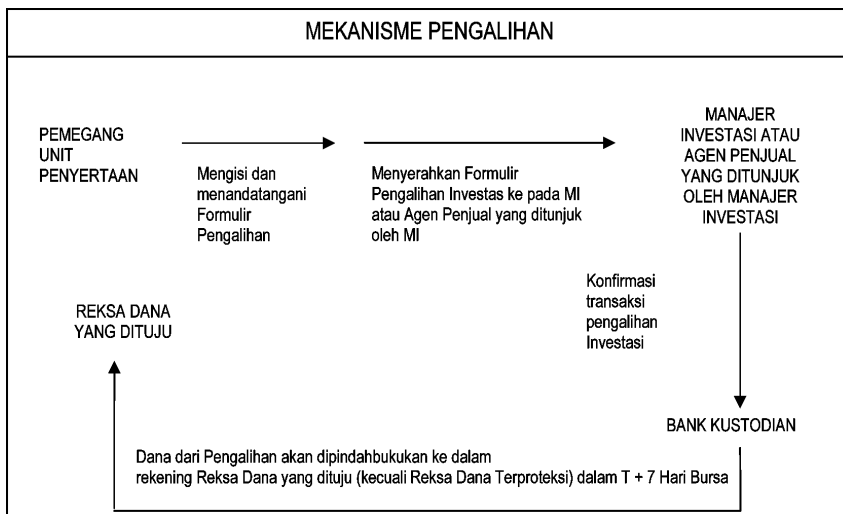 MEKANISME PENGALIHAN
PEMEGANG
UNIT
PENYERTAAN
Mengisi dan
menandatangani
Formulir
Pengalihan
Menyerahkan Formulir
Pengalihan Investas ke pada MI
atau Agen Penjual yang ditunjuk
oleh MI
MANAJER
INVESTASI ATAU
AGEN PENJUAL
YANG DITUNJUK
OLEH MANAJER
INVESTASI
Konfirmasi
transaksi
pengalihan
Investasi
REKSA DANA
YANG DITUJU
BANK KUSTODIAN
Dana dari Pengalihan akan dipindahbukukan ke dalam
rekening Reksa Dana yang dituju (kecuali Reksa Dana Terproteksi) dalam T + 7 Hari Bursa